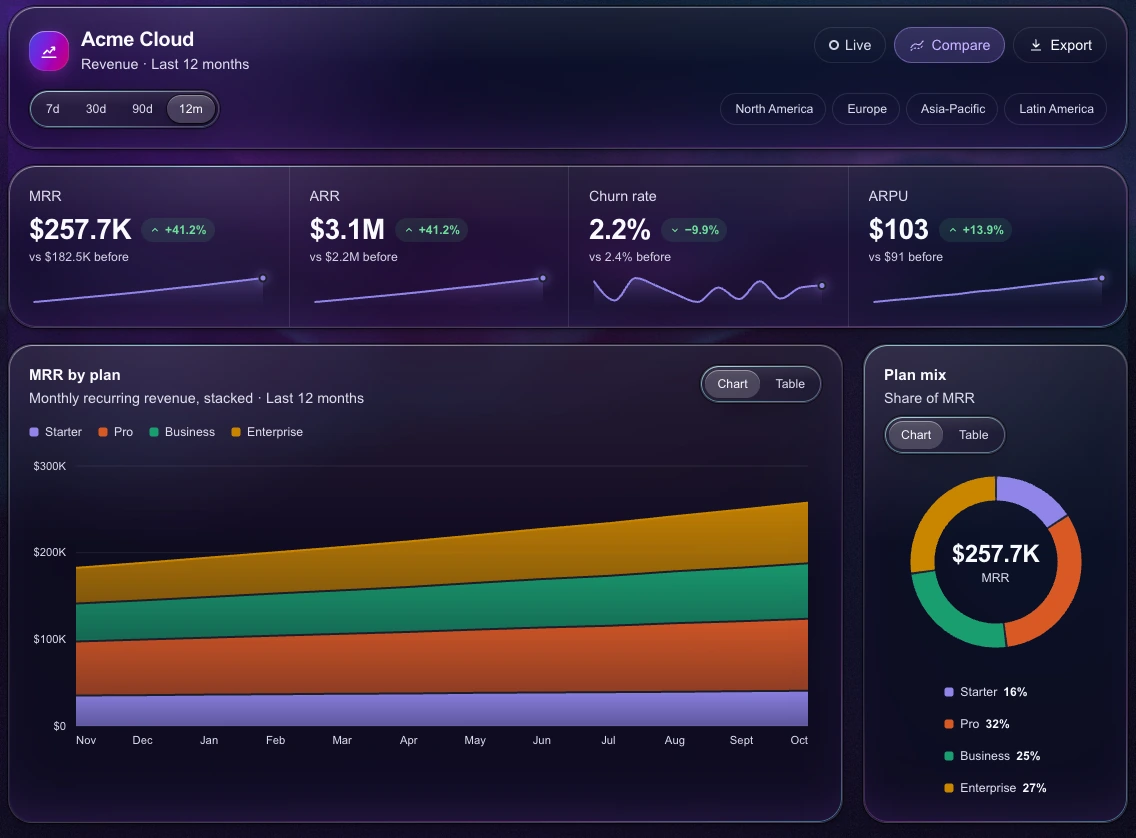 Acme Cloud
Revenue · Last 12 months
Live
Compare
Export
7d
30d
90d
12m
North America
Europe
Asia-Pacific
Latin America
MRR
$257.7K +41.2%
vs $182.5K before
ARR
$3.1M +41.2%
vs $2.2M before
Churn rate
2.2% −9.9%
vs 2.4% before
ARPU
$103 +13.9%
vs $91 before
MRR by plan
Monthly recurring revenue, stacked · Last 12 months
Chart
Table
Starter
Pro
Business
Enterprise
$300K
$200K
$100K
$0
Nov Dec Jan Feb Mar Apr May Jun Jul Aug Sept Oct
Plan mix
Share of MRR
Chart
Table
$257.7K
MRR
Starter 16%
Pro 32%
Business 25%
Enterprise 27%